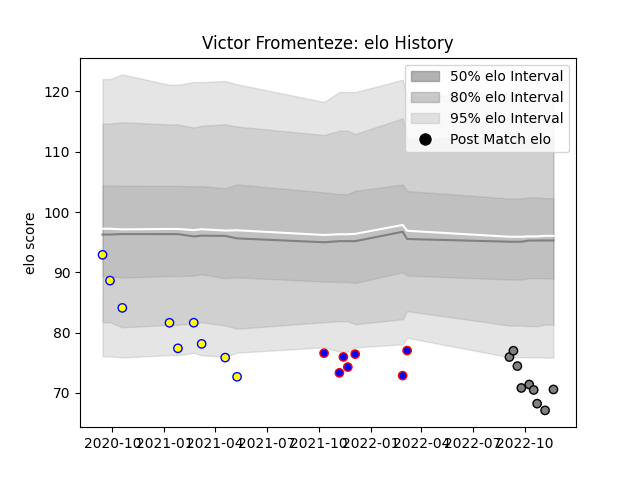 Victor Fromenteze: elo History
50% elo Interval
80% elo Interval
95% elo Interval
Post Match elo
elo score
120
110
100
90
80
70
2020-10 2021-01 2021-04 2021-07 2021-10 2022-01 2022-04 2022-07 2022-10